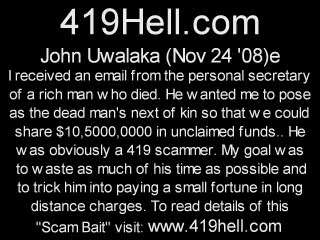 419Hell.com
John Uwalaka (Nov 24 '08)e
I received an email from the personal secretary
of a rich man who died. He wanted me to pose
as the dead man's next of kin so that we could
share $10,5000,0000 in unclaimed funds.. He
was obviously a 419 scammer. My goal was
to waste as much of his time as possible and
to trick him into paying a small fortune in long
distance charges. To read details of this
"Scam Bait" visit: www.419hell.com